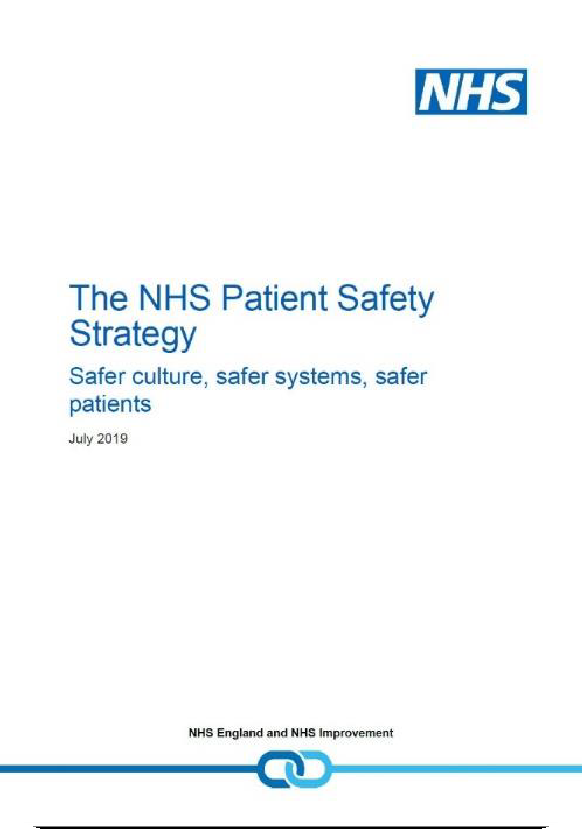 NHS
The NHS Patient Safety
Strategy
Safer culture, safer systems, safer
patients
July 2019
NHS England and NHS Improvement